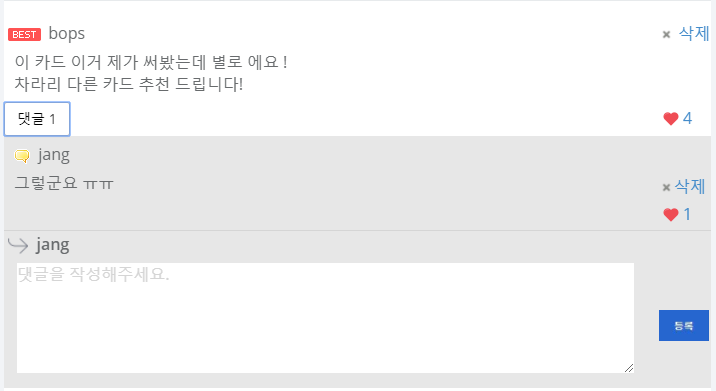 BEST bops × 삭제
이 카드 이거 제가 써봤는데 별로 에요 !
차라리 다른 카드 추천 드립니다!
댓글 1 4
jang
그렇군요 ㅠㅠ
× 삭제
1
jang
댓글을 작성해주세요.
등록